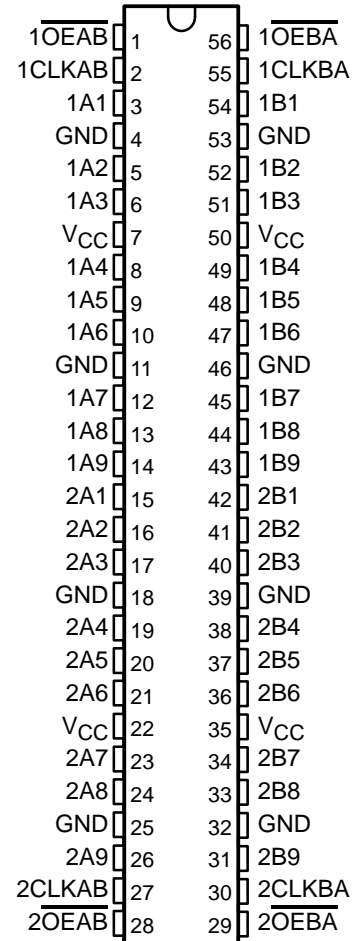 1O̅E̅A̅B̅ 1 56 1O̅E̅B̅A̅
1CLKAB 2 55 1CLKBA
1A1 3 54 1B1
GND 4 53 GND
1A2 5 52 1B2
1A3 6 51 1B3
VCC 7 50 VCC
1A4 8 49 1B4
1A5 9 48 1B5
1A6 10 47 1B6
GND 11 46 GND
1A7 12 45 1B7
1A8 13 44 1B8
1A9 14 43 1B9
2A1 15 42 2B1
2A2 16 41 2B2
2A3 17 40 2B3
GND 18 39 GND
2A4 19 38 2B4
2A5 20 37 2B5
2A6 21 36 2B6
VCC 22 35 VCC
2A7 23 34 2B7
2A8 24 33 2B8
GND 25 32 GND
2A9 26 31 2B9
2CLKAB 27 30 2CLKBA
2O̅E̅A̅B̅ 28 29 2O̅E̅B̅A̅